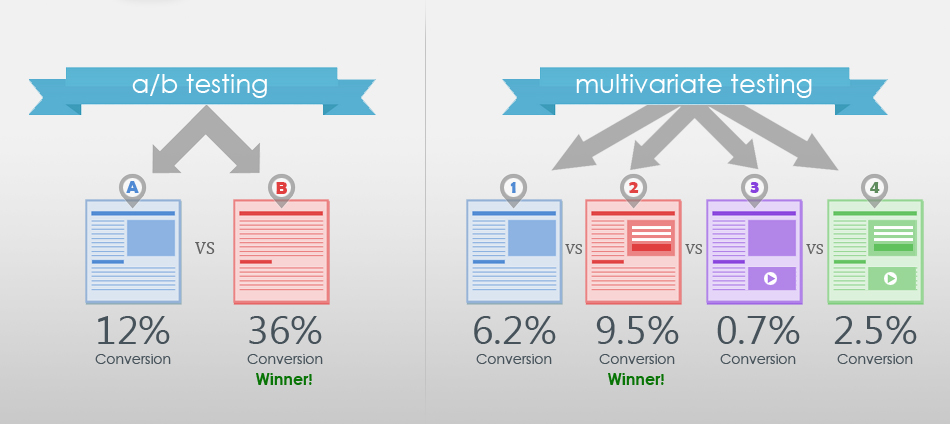 a/b testing
A
B
vs
12%
Conversion
36%
Conversion
Winner!
multivariate testing
1
2
3
4
vs
vs
vs
6.2%
Conversion
9.5%
Conversion
Winner!
0.7%
Conversion
2.5%
Conversion